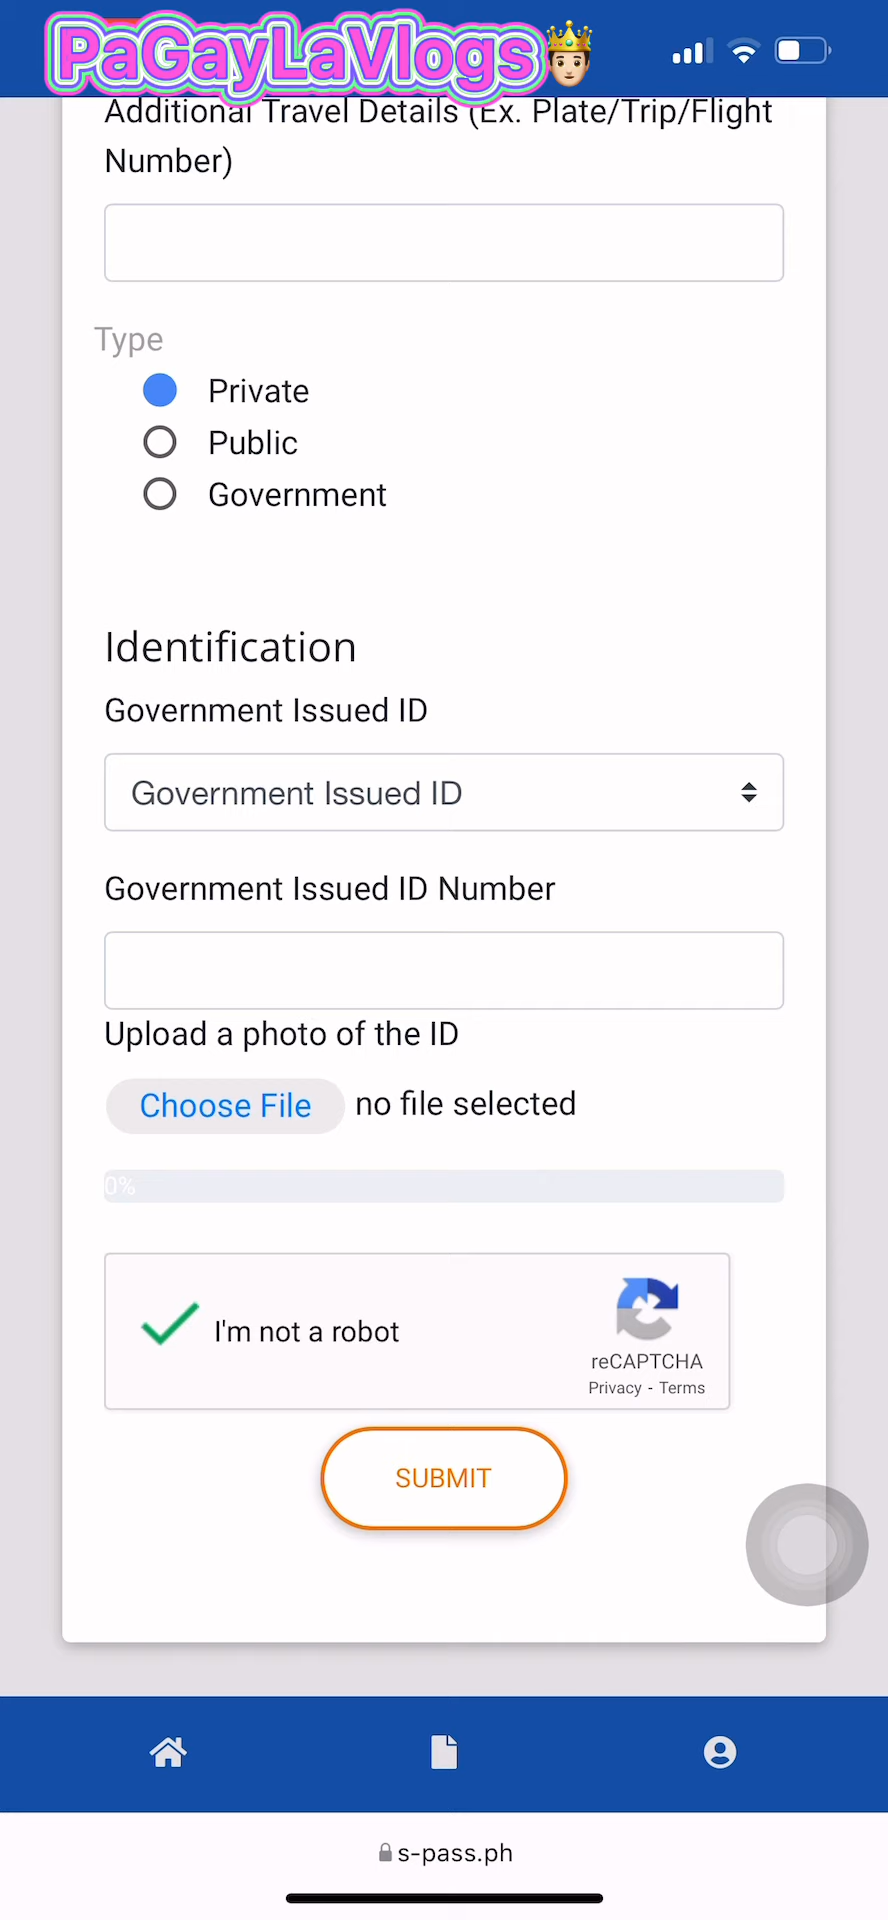 PaGayLaVlogs
Additional Travel Details (Ex. Plate/Trip/Flight
Number)
Type
Private
Public
Government
Identification
Government Issued ID
Government Issued ID
Government Issued ID Number
Upload a photo of the ID
Choose File no file selected
0%
I'm not a robot
reCAPTCHA
Privacy - Terms
SUBMIT
s-pass.ph